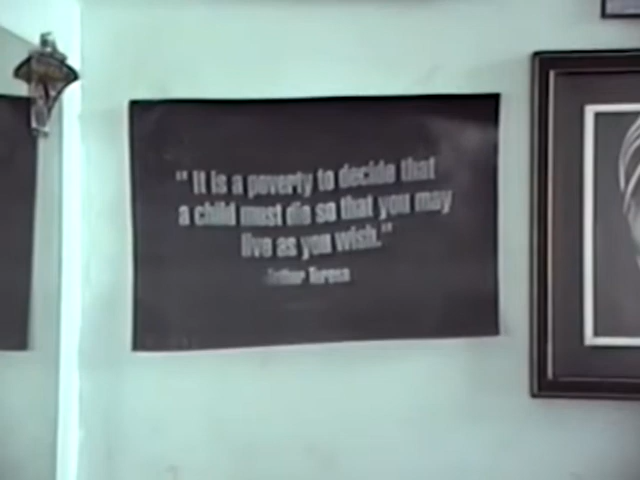 " It is a poverty to decide that
a child must die so that you may
live as you wish."
Teresa